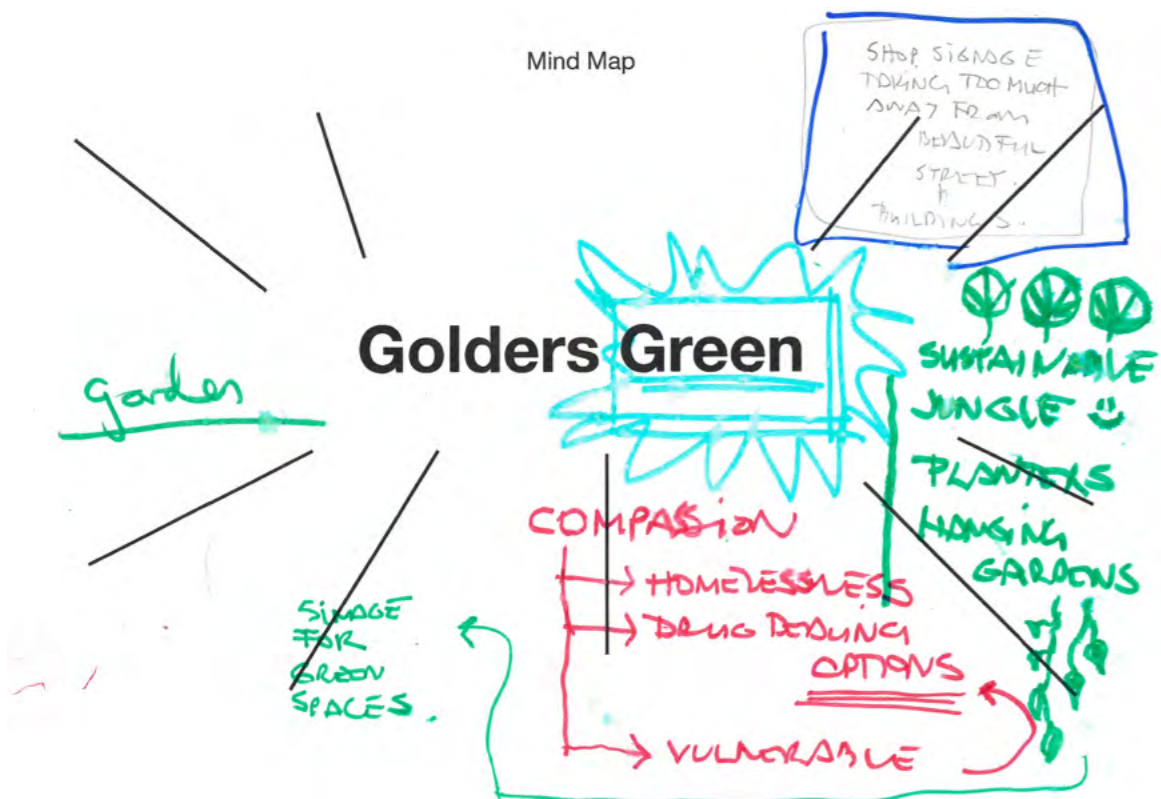 Mind Map
SHOP SIGNAGE
TAKING TOO MUCH
AWAY FROM
BEAUTIFUL
STREET
&
BUILDINGS.
Golders Green
Garden
SUSTAINABLE
JUNGLE
PLANTERS
HANGING
GARDENS
COMPASSION
HOMELESSNESS
DRUG DEALING
OPTIONS
VULNERABLE
SINAGE
FOR
GREEN
SPACES.